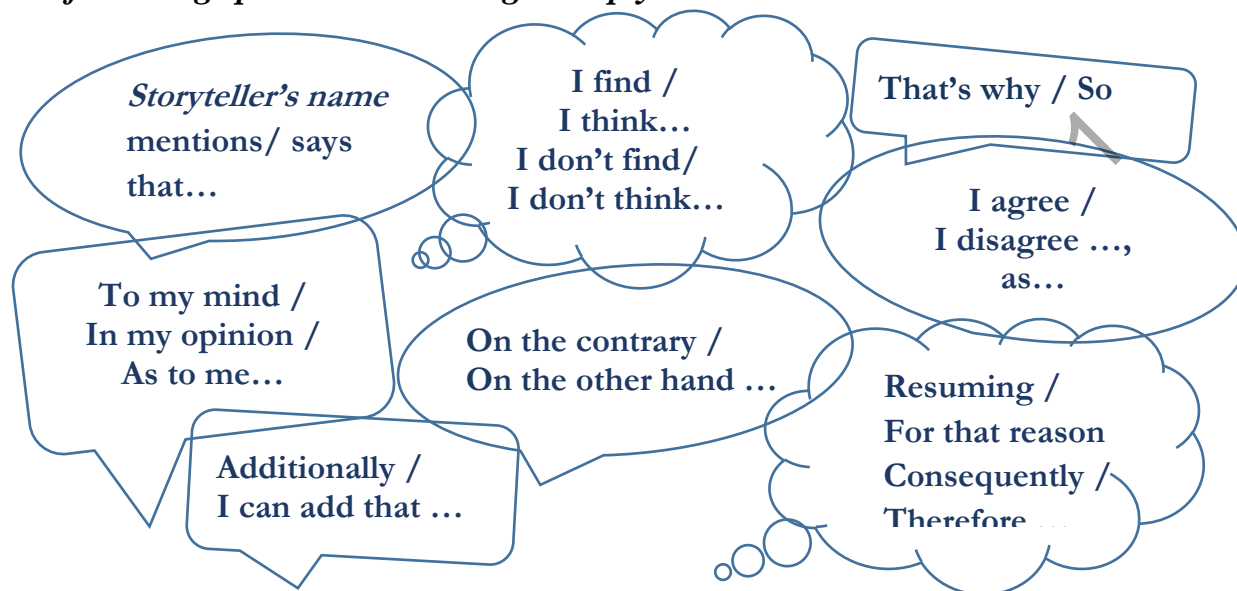 Storyteller's name
mentions/ says
that…
I find /
I think…
I don't find/
I don't think…
That's why / So
I agree /
I disagree …,
as…
To my mind /
In my opinion /
As to me…
On the contrary /
On the other hand …
Resuming /
For that reason
Consequently /
Therefore …
Additionally /
I can add that …